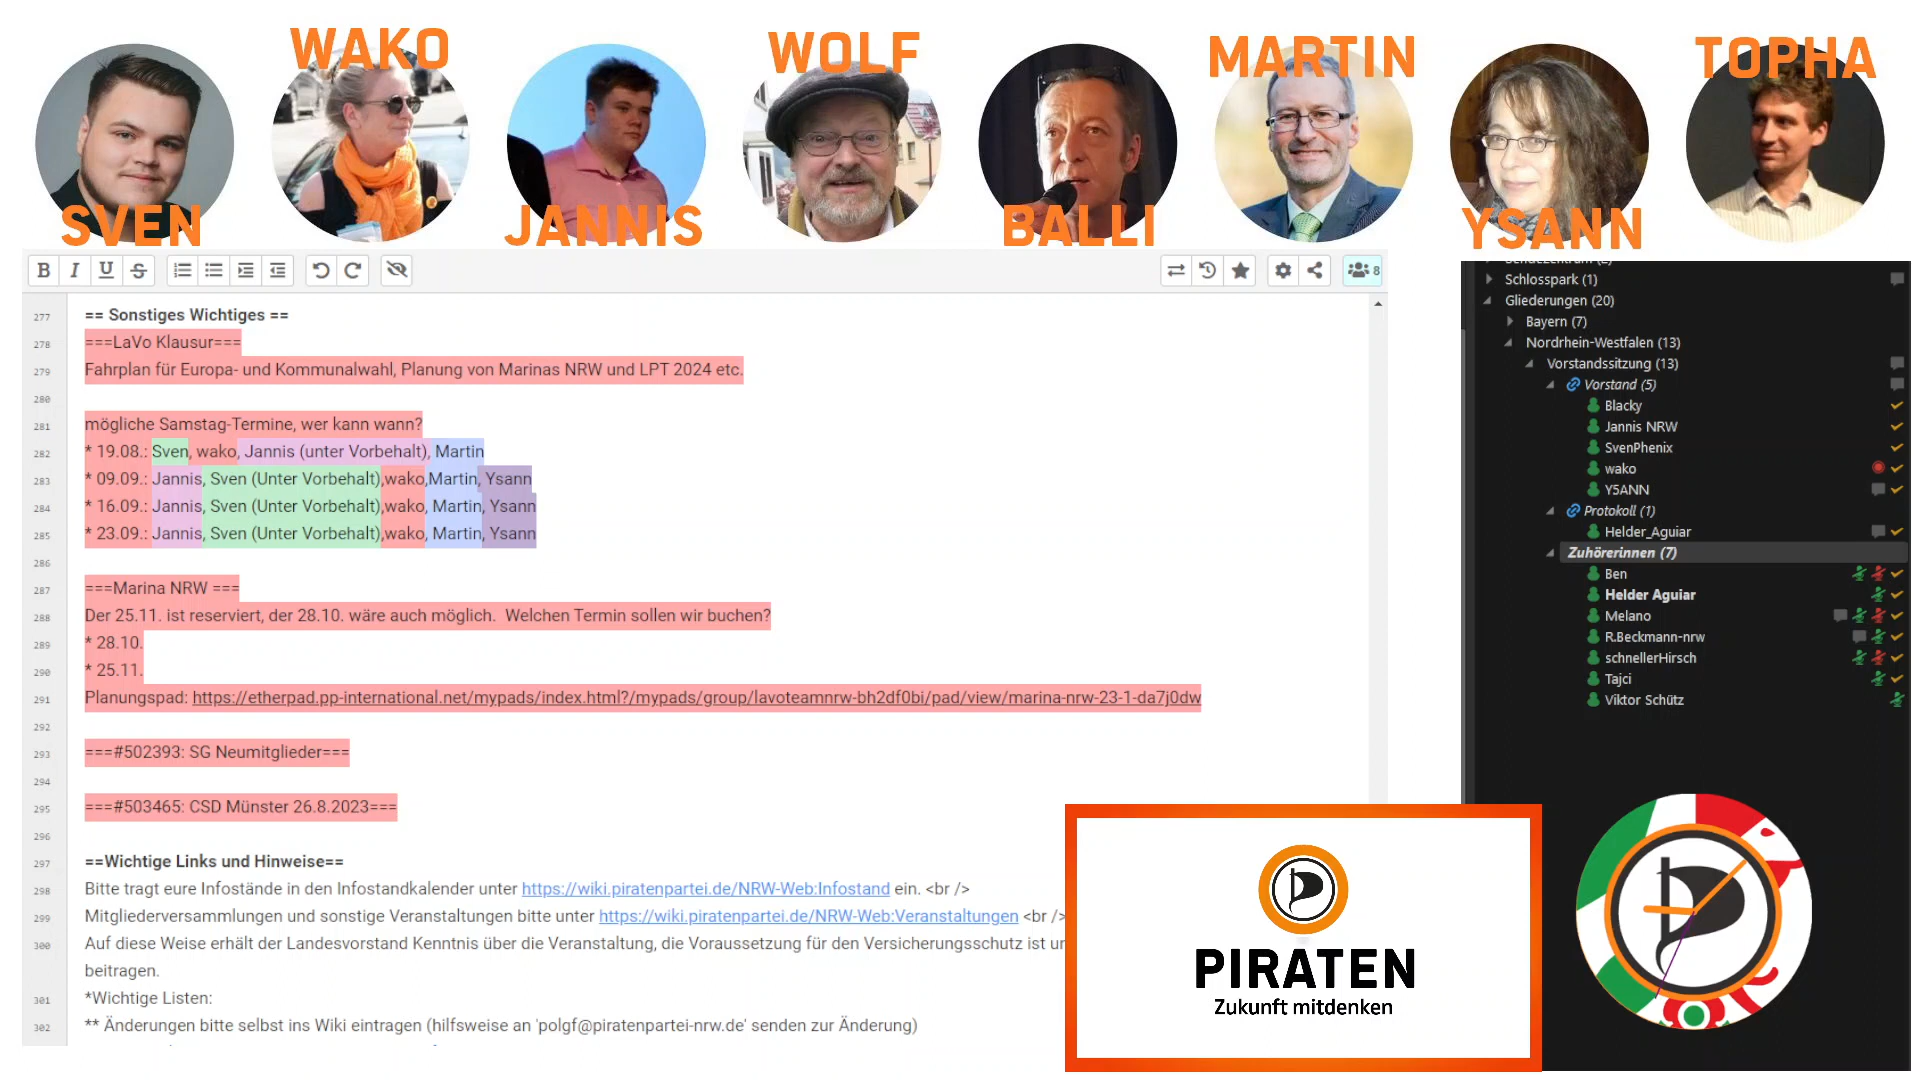 WAKO
WOLF
MARTIN
TOPHA
SVEN
JANNIS
BALLI
YSANN
B I U S
8
277 == Sonstiges Wichtiges ==
278 ===LaVo Klausur===
279 Fahrplan für Europa- und Kommunalwahl, Planung von Marinas NRW und LPT 2024 etc.
280
281 mögliche Samstag-Termine, wer kann wann?
282 * 19.08.: Sven, wako, Jannis (unter Vorbehalt), Martin
283 * 09.09.: Jannis, Sven (Unter Vorbehalt),wako,Martin, Ysann
284 * 16.09.: Jannis, Sven (Unter Vorbehalt),wako, Martin, Ysann
285 * 23.09.: Jannis, Sven (Unter Vorbehalt),wako, Martin, Ysann
286
287 ===Marina NRW ===
288 Der 25.11. ist reserviert, der 28.10. wäre auch möglich.  Welchen Termin sollen wir buchen?
289 * 28.10.
290 * 25.11.
291 Planungspad: https://etherpad.pp-international.net/mypads/index.html?/mypads/group/lavoteamnrw-bh2df0bi/pad/view/marina-nrw-23-1-da7j0dw
292
293 ===#502393: SG Neumitglieder===
294
295 ===#503465: CSD Münster 26.8.2023===
296
297 ==Wichtige Links und Hinweise==
298 Bitte tragt eure Infostände in den Infostandkalender unter https://wiki.piratenpartei.de/NRW-Web:Infostand ein. <br />
299 Mitgliederversammlungen und sonstige Veranstaltungen bitte unter https://wiki.piratenpartei.de/NRW-Web:Veranstaltungen <br />
300 Auf diese Weise erhält der Landesvorstand Kenntnis über die Veranstaltung, die Voraussetzung für den Versicherungsschutz ist
beitragen.
301 *Wichtige Listen:
302 ** Änderungen bitte selbst ins Wiki eintragen (hilfsweise an 'polgf@piratenpartei-nrw.de' senden zur Änderung)
Schlosspark (1)
Gliederungen (20)
Bayern (7)
Nordrhein-Westfalen (13)
Vorstandssitzung (13)
Vorstand (5)
Blacky
Jannis NRW
SvenPhenix
wako
Y5ANN
Protokoll (1)
Helder_Aguiar
Zuhörerinnen (7)
Ben
Helder Aguiar
Melano
R.Beckmann-nrw
schnellerHirsch
Tajci
Viktor Schütz
PIRATEN
Zukunft mitdenken